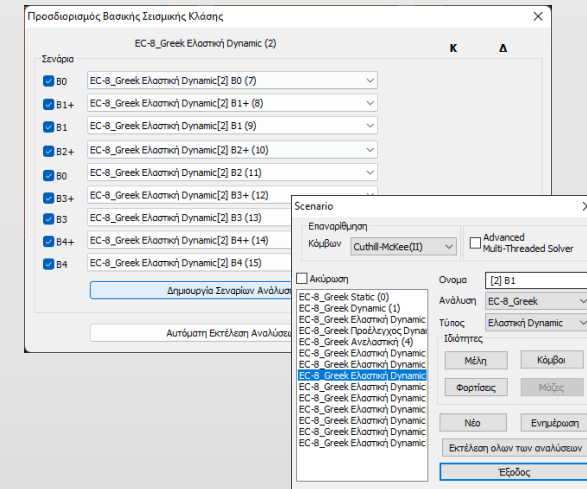 Προσδιορισμός Βασικής Σεισμικής Κλάσης
EC-8_Greek Ελαστική Dynamic (2)
Κ Δ
Σενάρια
B0 EC-8_Greek Ελαστική Dynamic[2] B0 (7)
B1+ EC-8_Greek Ελαστική Dynamic[2] B1+ (8)
B1 EC-8_Greek Ελαστική Dynamic[2] B1 (9)
B2+ EC-8_Greek Ελαστική Dynamic[2] B2+ (10)
B0 EC-8_Greek Ελαστική Dynamic[2] B2 (11)
B3+ EC-8_Greek Ελαστική Dynamic[2] B3+ (12)
B3 EC-8_Greek Ελαστική Dynamic[2] B3 (13)
B4+ EC-8_Greek Ελαστική Dynamic[2] B4+ (14)
B4 EC-8_Greek Ελαστική Dynamic[2] B4 (15)
Δημιουργία Σεναρίων Ανάλυσ
Αυτόματη Εκτέλεση Αναλύσεω
Scenario
Επαναρίθμηση
Κόμβων Cuthill-McKee(II)
Advanced
Multi-Threaded Solver
Ακύρωση
EC-8_Greek Static (0)
EC-8_Greek Dynamic (1)
EC-8_Greek Ελαστική Dynamic
EC-8_Greek Προέλεγχος Dyna
EC-8_Greek Ανελαστική (4)
EC-8_Greek Ελαστική Dynamic
EC-8_Greek Ελαστική Dynamic
EC-8_Greek Ελαστική Dynamic
EC-8_Greek Ελαστική Dynamic
EC-8_Greek Ελαστική Dynamic
EC-8_Greek Ελαστική Dynamic
EC-8_Greek Ελαστική Dynamic
EC-8_Greek Ελαστική Dynamic
EC-8_Greek Ελαστική Dynamic
Ονομα [2] B1
Ανάλυση EC-8_Greek
Τύπος Ελαστική Dynamic
Ιδιότητες
Μέλη Κόμβοι
Φορτίσεις Μάζες
Νέο Ενημέρωση
Εκτέλεση ολων των αναλύσεων
Έξοδος